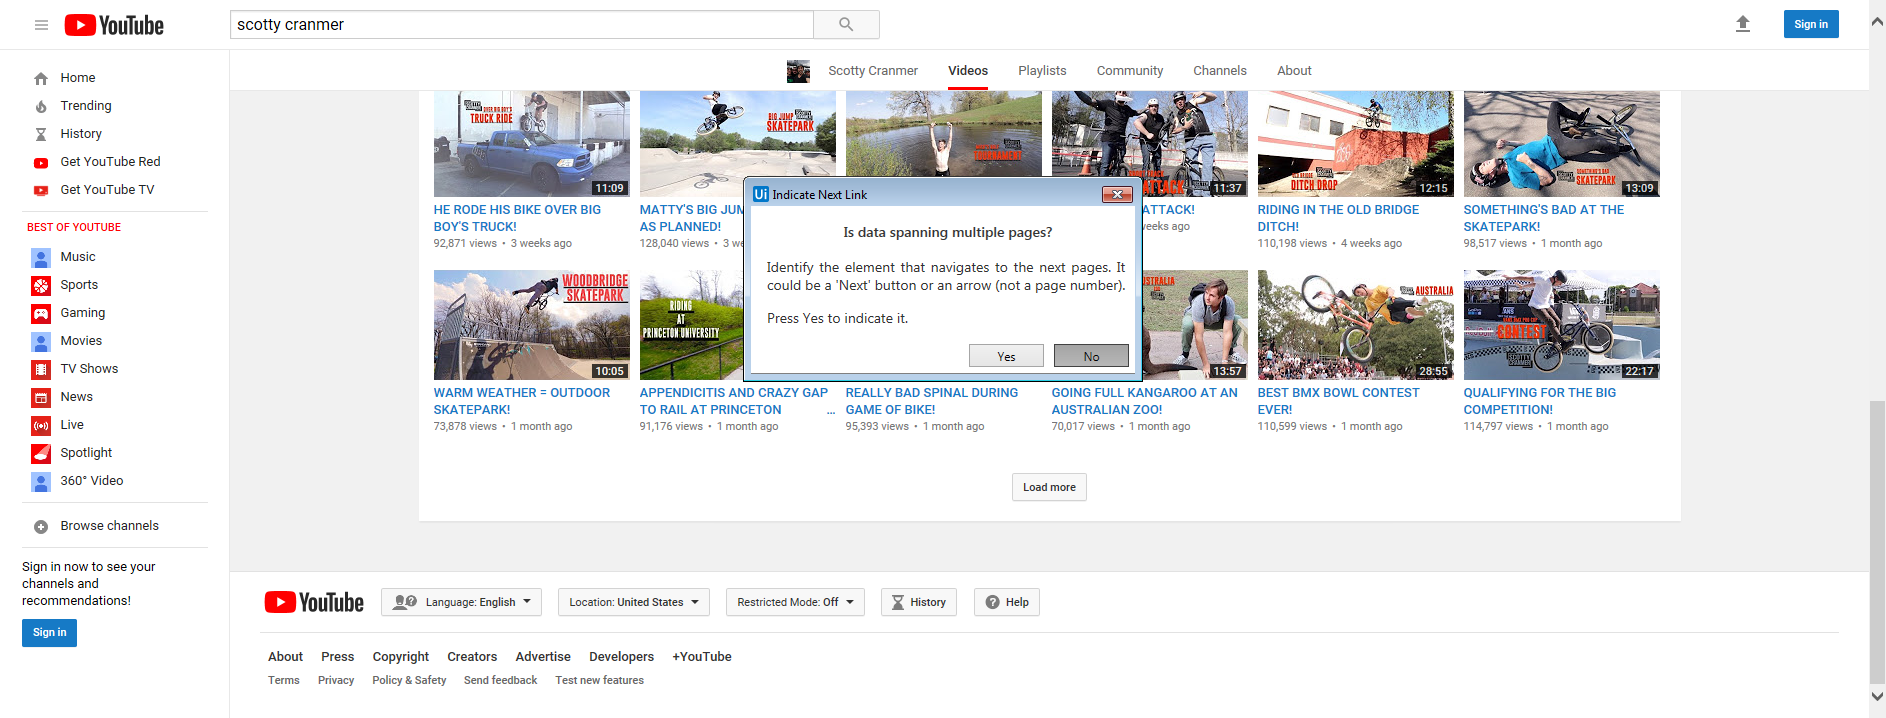 YouTube
scotty cranmer
Sign in
Home
Trending
History
Get YouTube Red
Get YouTube TV
BEST OF YOUTUBE
Music
Sports
Gaming
Movies
TV Shows
News
Live
Spotlight
360° Video
Browse channels
Sign in now to see your
channels and
recommendations!
Sign in
Scotty Cranmer Videos Playlists Community Channels About
OVER BIG BOY'S
TRUCK RIDE
11:09
HE RODE HIS BIKE OVER BIG
BOY'S TRUCK!
92,871 views • 3 weeks ago
BIG JUMP
SKATEPARK
MATTY'S BIG JUM
AS PLANNED!
128,040 views • 3 we
TOURNAMENT
ATTACK
11:37
ATTACK!
eeks ago
OLD BRIDGE
DITCH DROP
12:15
RIDING IN THE OLD BRIDGE
DITCH!
110,198 views • 4 weeks ago
SOMETHING'S BAD
SKATEPARK
13:09
SOMETHING'S BAD AT THE
SKATEPARK!
98,517 views • 1 month ago
Ui Indicate Next Link
Is data spanning multiple pages?
Identify the element that navigates to the next pages. It
could be a 'Next' button or an arrow (not a page number).
Press Yes to indicate it.
Yes No
WOODBRIDGE
SKATEPARK
10:05
WARM WEATHER = OUTDOOR
SKATEPARK!
73,878 views • 1 month ago
RIDING
AT
PRINCETON UNIVERSITY
APPENDICITIS AND CRAZY GAP
TO RAIL AT PRINCETON ...
91,176 views • 1 month ago
REALLY BAD SPINAL DURING
GAME OF BIKE!
95,393 views • 1 month ago
AUSTRALIA
13:57
GOING FULL KANGAROO AT AN
AUSTRALIAN ZOO!
70,017 views • 1 month ago
AUSTRALIA
28:55
BEST BMX BOWL CONTEST
EVER!
110,599 views • 1 month ago
VANS
CONTEST
22:17
QUALIFYING FOR THE BIG
COMPETITION!
114,797 views • 1 month ago
Load more
YouTube
Language: English
Location: United States
Restricted Mode: Off
History
Help
About Press Copyright Creators Advertise Developers +YouTube
Terms Privacy Policy & Safety Send feedback Test new features